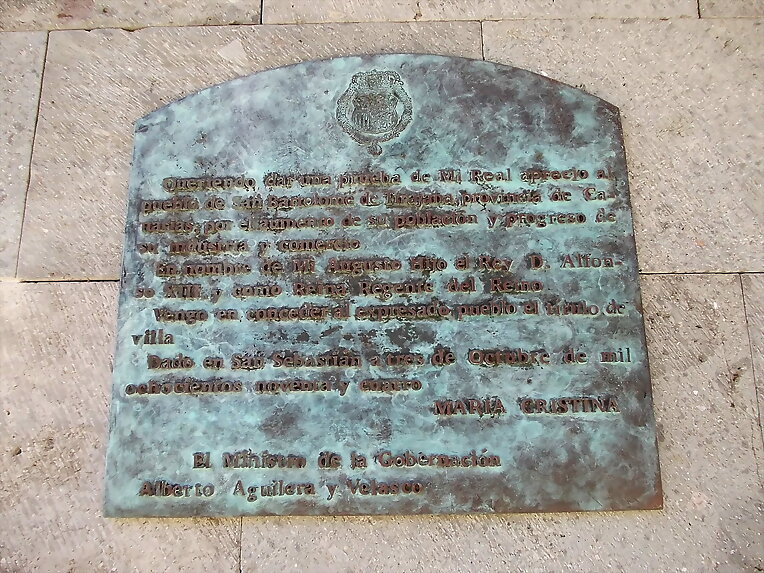 Queriendo dar una prueba de Mi Real aprecio al
pueblo de San Bartolome de Tirajana, provincia de Ca-
narias, por el aumento de su población y progreso de
su industria y comercio
En nombre de Mi Augusto Hijo el Rey D. Alfon-
so XIII y como Reina Regente del Reino
Vengo en conceder al expresado pueblo el titulo de
villa
Dado en San Sebastián a tres de Octubre de mil
ochocientos noventa y cuatro
MARIA CRISTINA
El Ministro de la Gobernación
Alberto Aguilera y Velasco